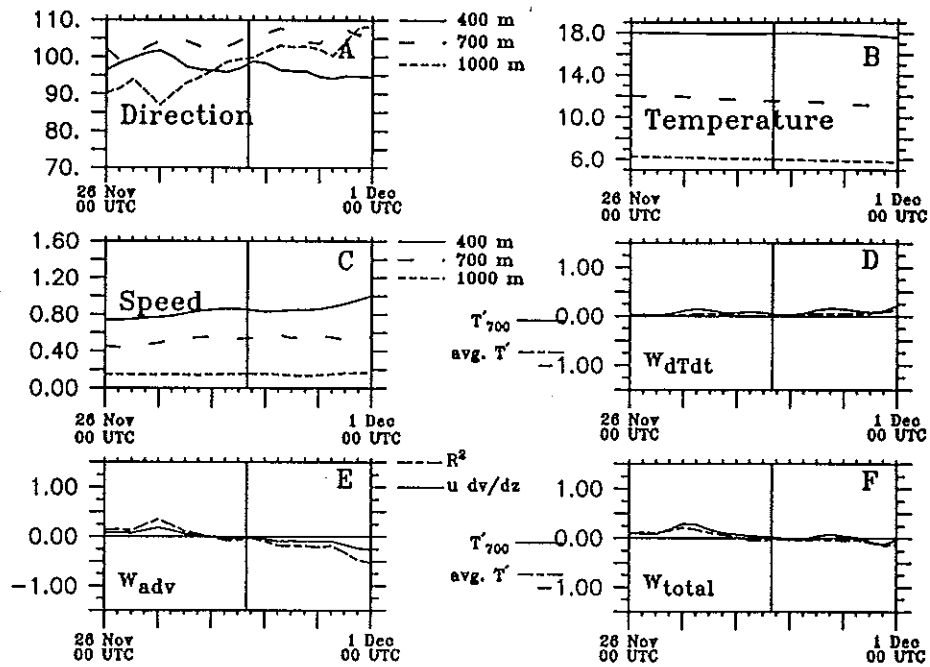 110.
100.
90.
80.
70.
A
Direction
26 Nov
00 UTC
1 Dec
00 UTC
400 m
700 m
1000 m
18.0
14.0
10.0
6.0
B
Temperature
26 Nov
00 UTC
1 Dec
00 UTC
1.60
1.20
0.80
0.40
0.00
C
Speed
26 Nov
00 UTC
1 Dec
00 UTC
400 m
700 m
1000 m
1.00
0.00
-1.00
T'700
avg. T'
D
wdTdt
26 Nov
00 UTC
1 Dec
00 UTC
1.00
0.00
-1.00
E
wadv
26 Nov
00 UTC
1 Dec
00 UTC
R²
u dv/dz
1.00
0.00
-1.00
T'700
avg. T'
F
wtotal
26 Nov
00 UTC
1 Dec
00 UTC